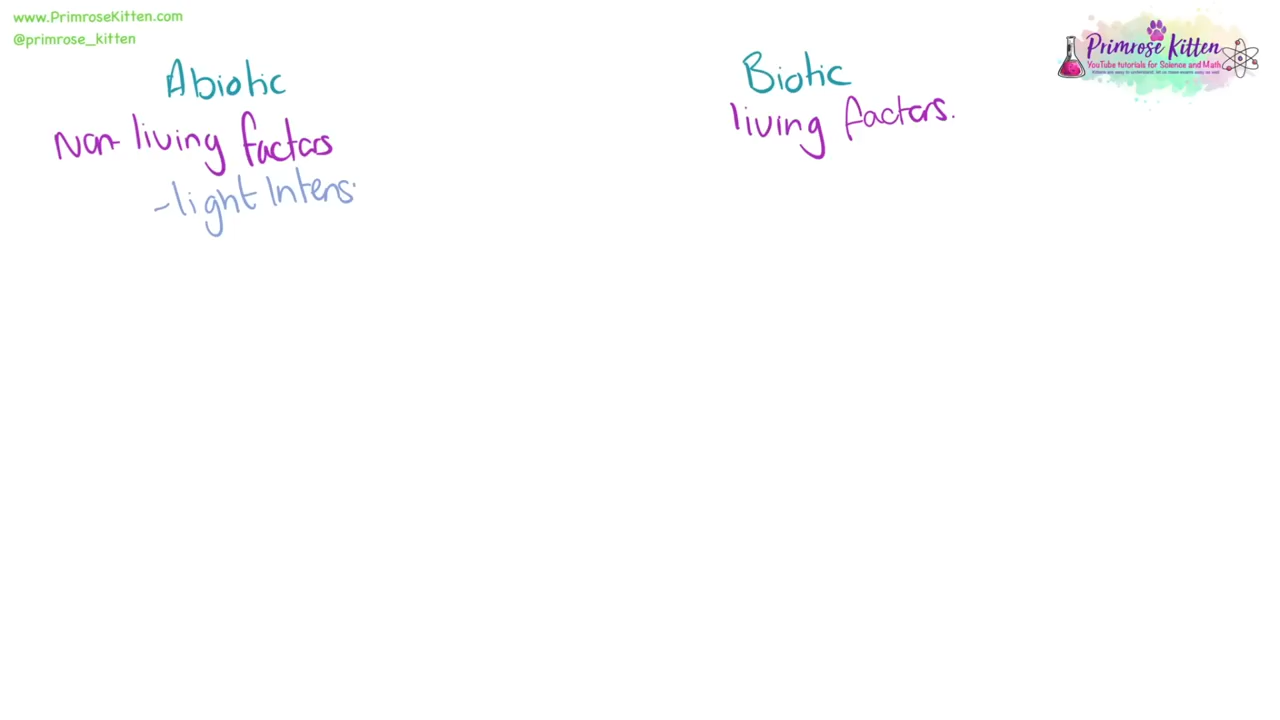 www.PrimroseKitten.com
@primrose_kitten
Primrose Kitten
YouTube tutorials for Science and Math
Abiotic
Non living factors
- light Intens
Biotic
living factors.